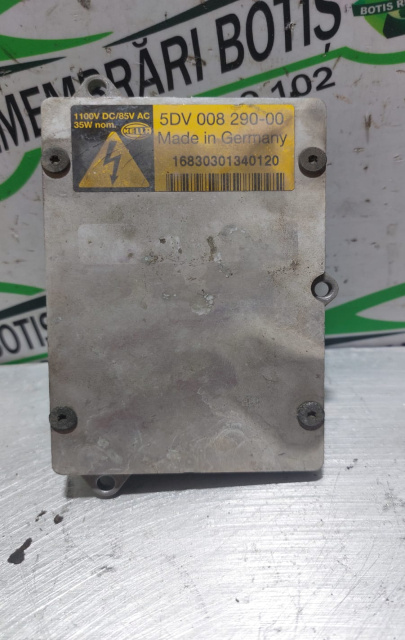 BOTIS
MEMBRĂRI BOTIȘ
102
1100V DC/85V AC
35W nom.
HELLA
5DV 008 290-00
Made in Germany
16830301340120
BOTIȘ